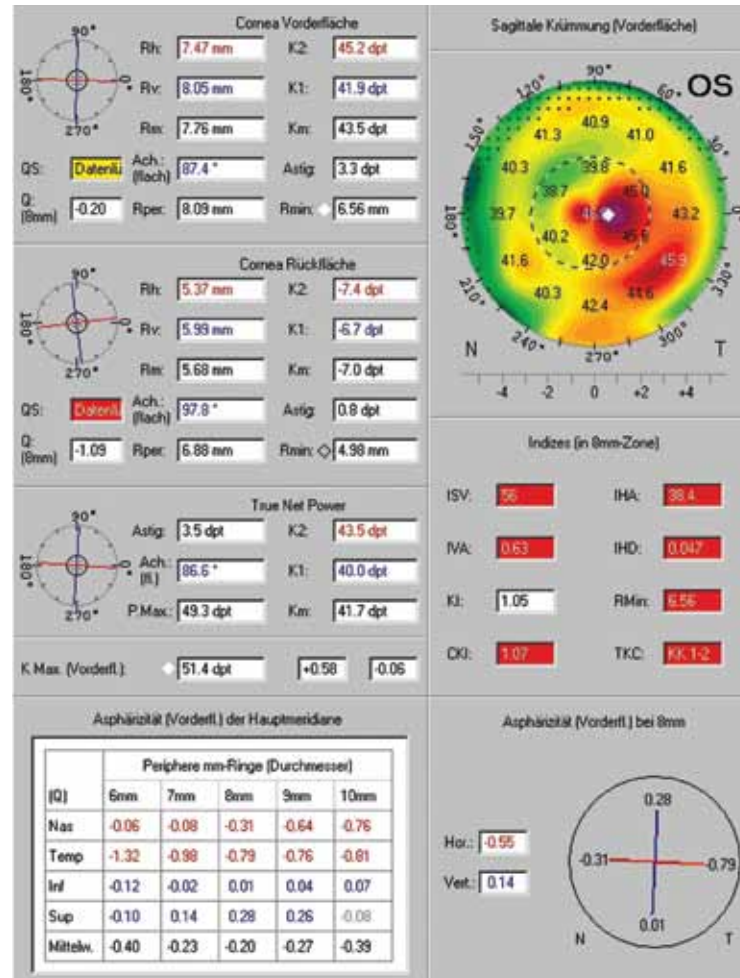 Cornea Vorderfläche
Rh: 7.47 mm K2: 45.2 dpt
Rv: 8.05 mm K1: 41.9 dpt
Rm: 7.76 mm Km: 43.5 dpt
QS: Datenlü Ach.: (flach) 87.4 ° Astig: 3.3 dpt
Q: (8mm) -0.20 Rper: 8.09 mm Rmin: 6.56 mm
90°
180°
0°
270°
Cornea Rückfläche
Rh: 5.37 mm K2: -7.4 dpt
Rv: 5.99 mm K1: -6.7 dpt
Rm: 5.68 mm Km: -7.0 dpt
QS: Datenlü Ach.: (flach) 97.8 ° Astig: 0.8 dpt
Q: (8mm) -1.09 Rper: 6.88 mm Rmin: 4.98 mm
90°
180°
0°
270°
True Net Power
Astig: 3.5 dpt K2: 43.5 dpt
Ach.: (fl.) 86.6 ° K1: 40.0 dpt
P.Max.: 49.3 dpt Km: 41.7 dpt
90°
180°
0°
270°
K Max. (Vorderfl.): 51.4 dpt +0.58 -0.06
Asphärizität (Vorderfl.) der Hauptmeridiane
Periphere mm-Ringe (Durchmesser)
(Q) 6mm 7mm 8mm 9mm 10mm
Nas -0.06 -0.08 -0.31 -0.64 -0.76
Temp -1.32 -0.98 -0.79 -0.76 -0.81
Inf -0.12 -0.02 0.01 0.04 0.07
Sup -0.10 0.14 0.28 0.26 -0.08
Mittelw. -0.40 -0.23 -0.20 -0.27 -0.39
Sagittale Krümmung (Vorderfläche)
OS
90°
120° 60°
150° 30°
180° 0°
210° 330°
240° 300°
270°
40.9
41.3 41.0
40.3 39.8 41.6
38.7 45.0
39.7 43.2
40.2 45.6
41.6 42.0 45.9
40.3 44.6
42.4
N T
-4 -2 0 +2 +4
Indizes (in 8mm-Zone)
ISV: 56 IHA: 38.4
IVA: 0.63 IHD: 0.047
KI: 1.05 RMin: 6.56
CKI: 1.07 TKC: KK 1-2
Asphärizität (Vorderfl.) bei 8mm
Hor.: -0.55
Vert.: 0.14
0.28
-0.31 -0.79
0.01
N T